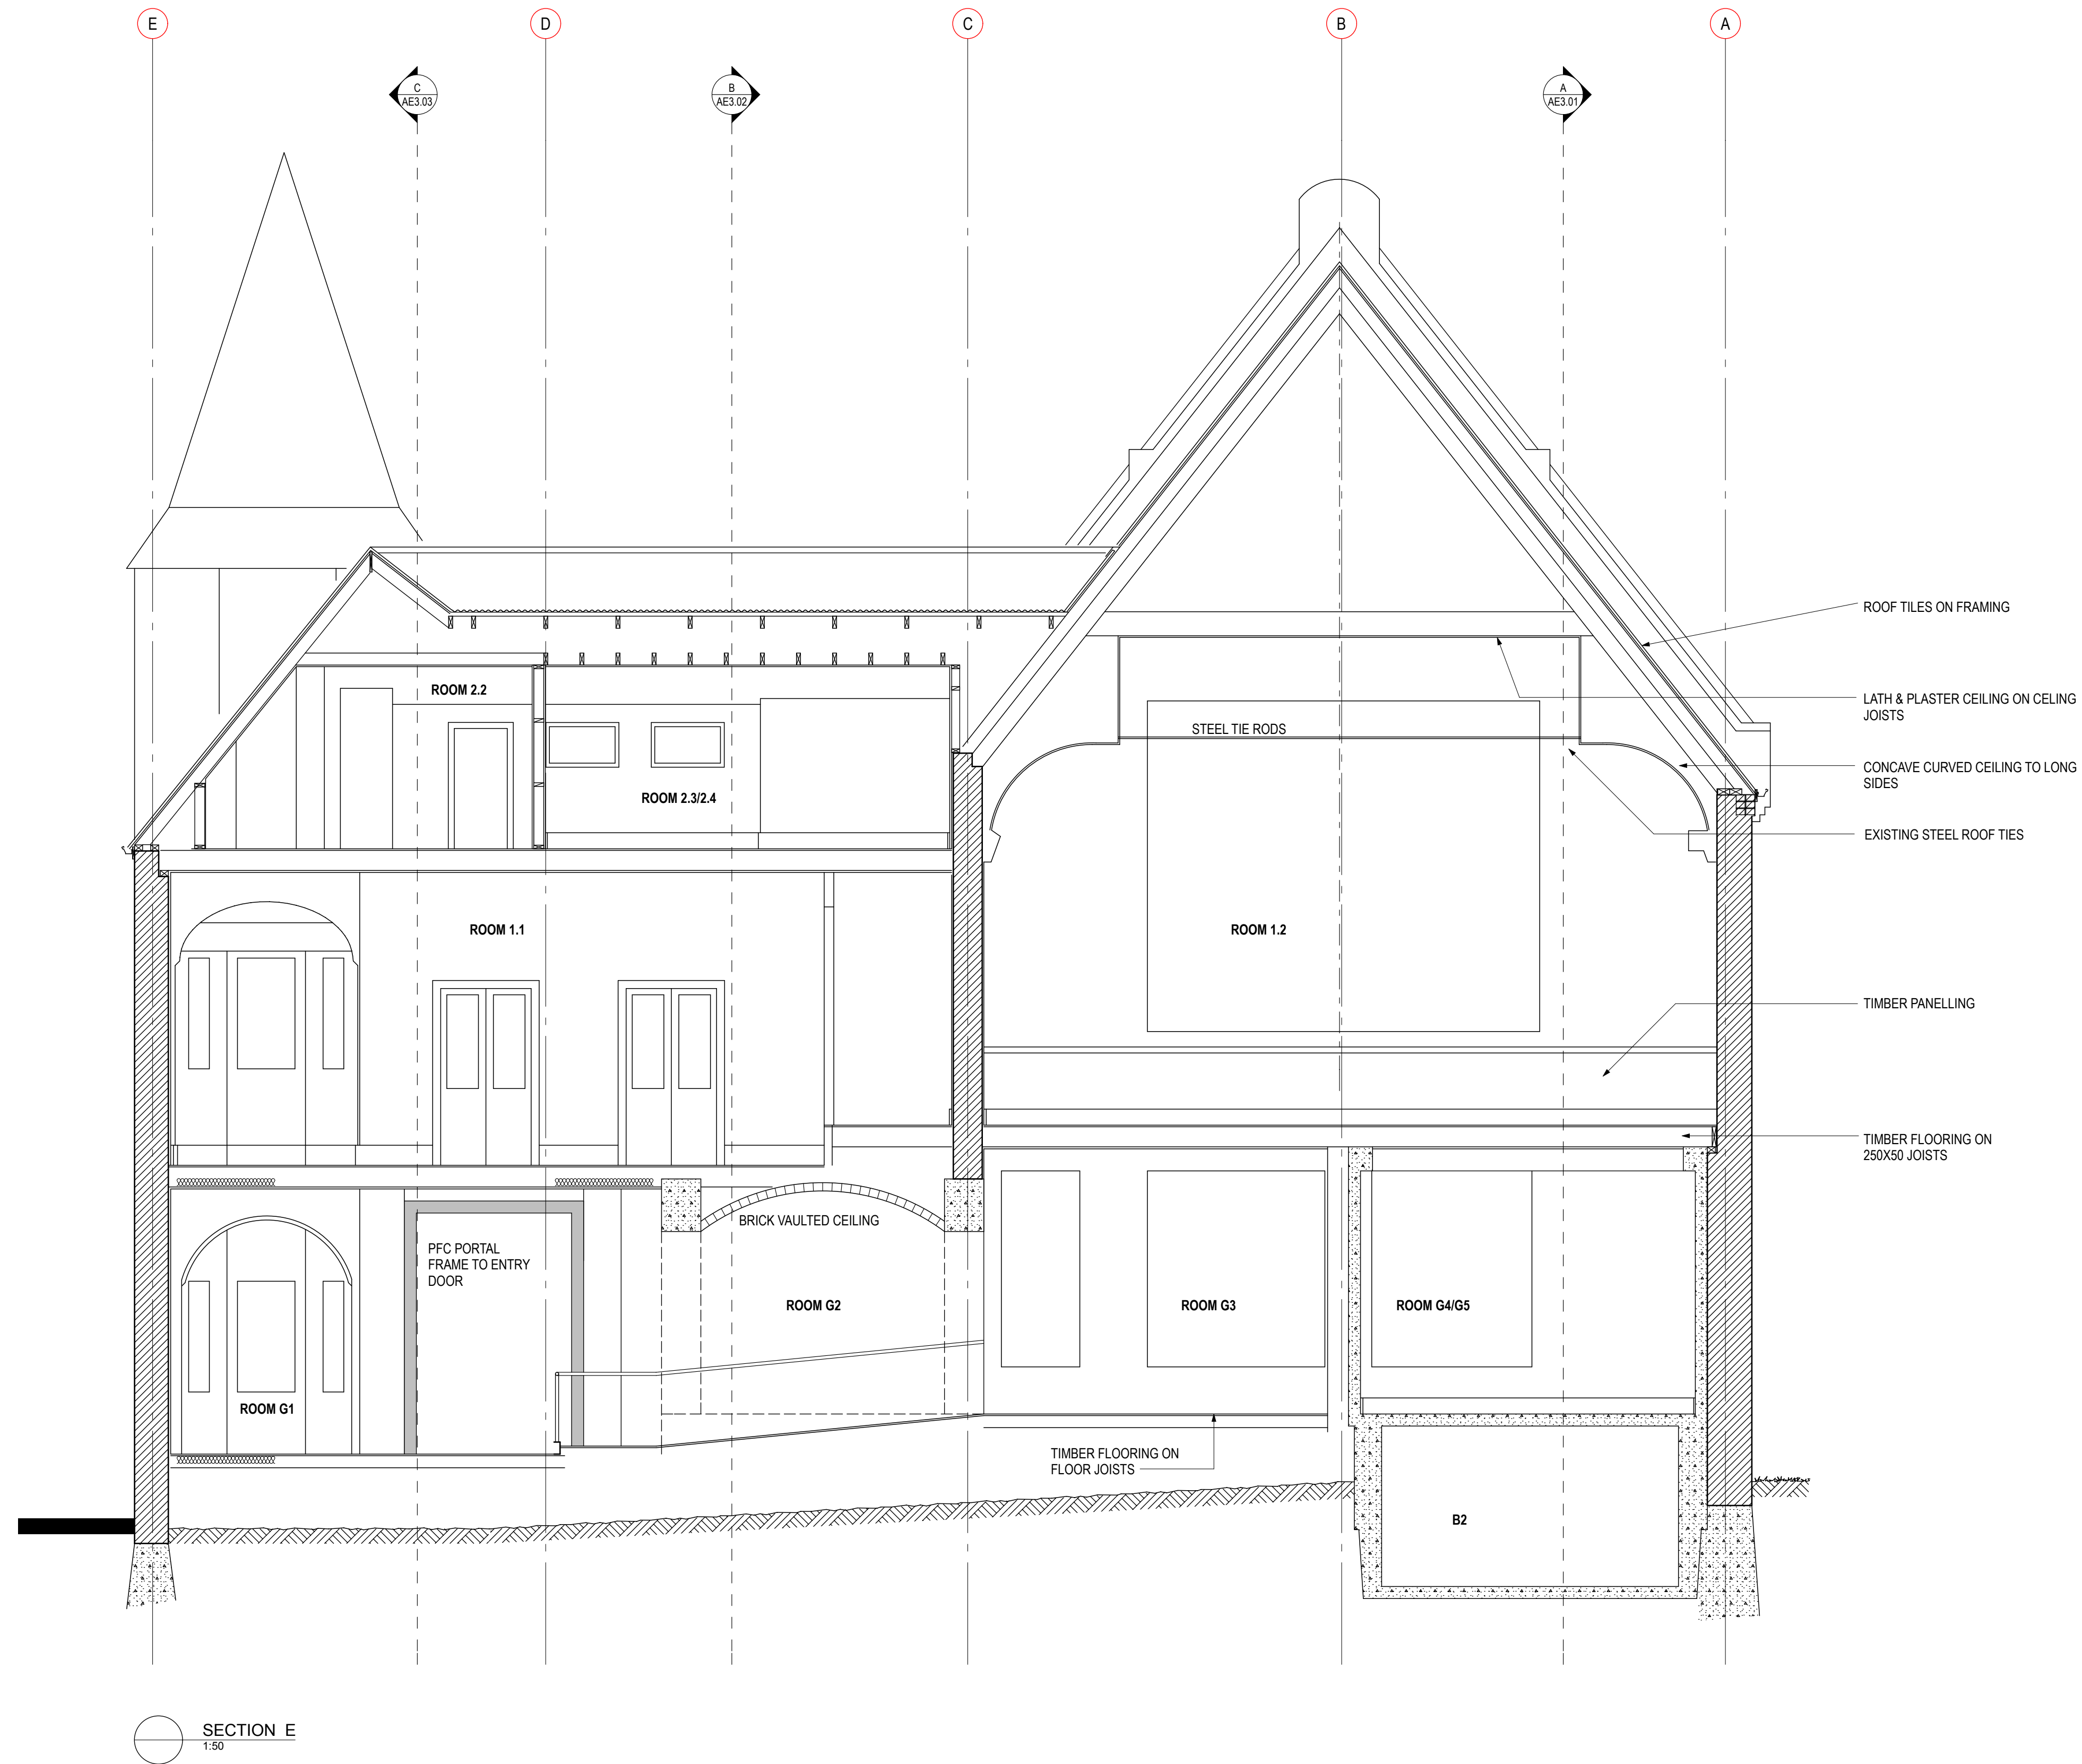 E
D
C
B
A
C
AE3.03
B
AE3.02
A
AE3.01
ROOF TILES ON FRAMING
ROOM 2.2
LATH & PLASTER CEILING ON CELING
JOISTS
STEEL TIE RODS
CONCAVE CURVED CEILING TO LONG
SIDES
ROOM 2.3/2.4
EXISTING STEEL ROOF TIES
ROOM 1.1
ROOM 1.2
TIMBER PANELLING
TIMBER FLOORING ON
250X50 JOISTS
BRICK VAULTED CEILING
PFC PORTAL
FRAME TO ENTRY
DOOR
ROOM G2
ROOM G3
ROOM G4/G5
ROOM G1
TIMBER FLOORING ON
FLOOR JOISTS
B2
SECTION E
1:50